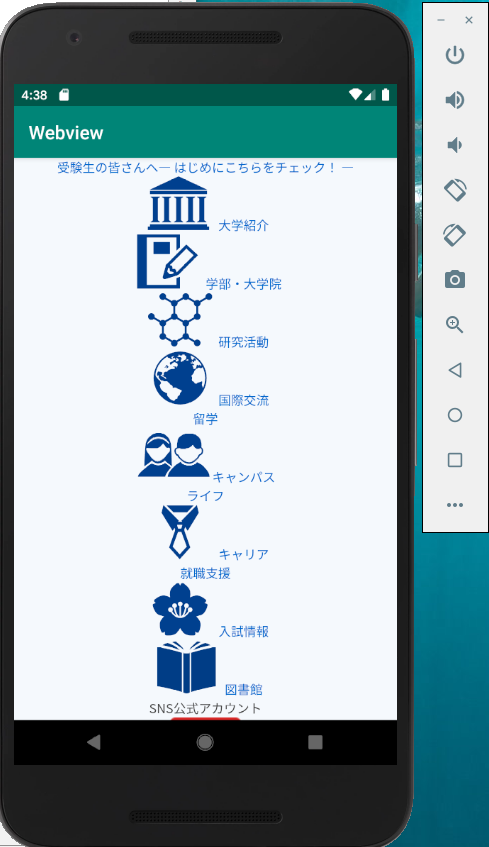 4:38
Webview
受験生の皆さんへ― はじめにこちらをチェック！ ―
大学紹介
学部・大学院
研究活動
国際交流
留学
キャンパス
ライフ
キャリア
就職支援
入試情報
図書館
SNS公式アカウント